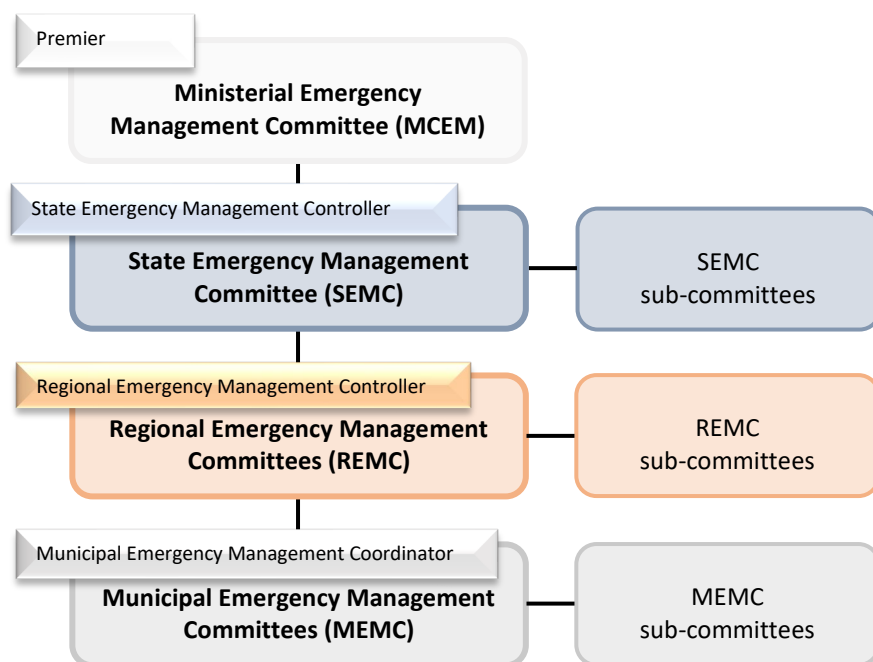 Premier
Ministerial Emergency
Management Committee (MCEM)
State Emergency Management Controller
State Emergency Management
Committee (SEMC)
SEMC
sub-committees
Regional Emergency Management Controller
Regional Emergency Management
Committees (REMC)
REMC
sub-committees
Municipal Emergency Management Coordinator
Municipal Emergency Management
Committees (MEMC)
MEMC
sub-committees